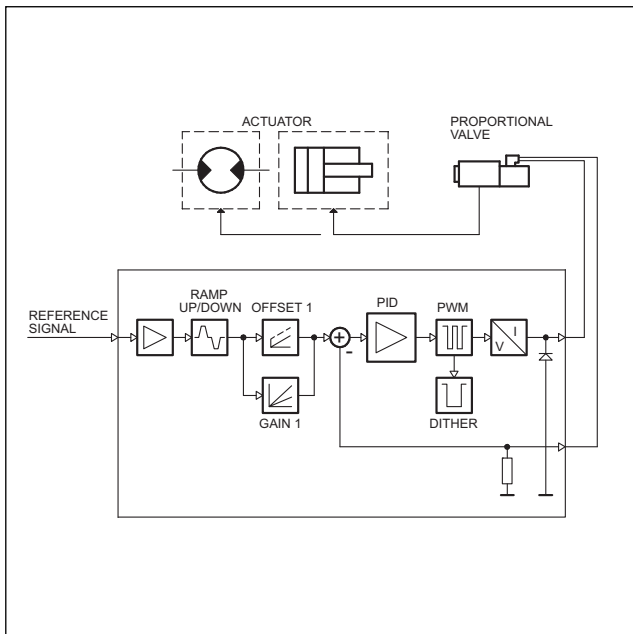 ACTUATOR
PROPORTIONAL
VALVE
REFERENCE
SIGNAL
RAMP
UP/DOWN
OFFSET 1
GAIN 1
+
-
PID
PWM
DITHER
I
V